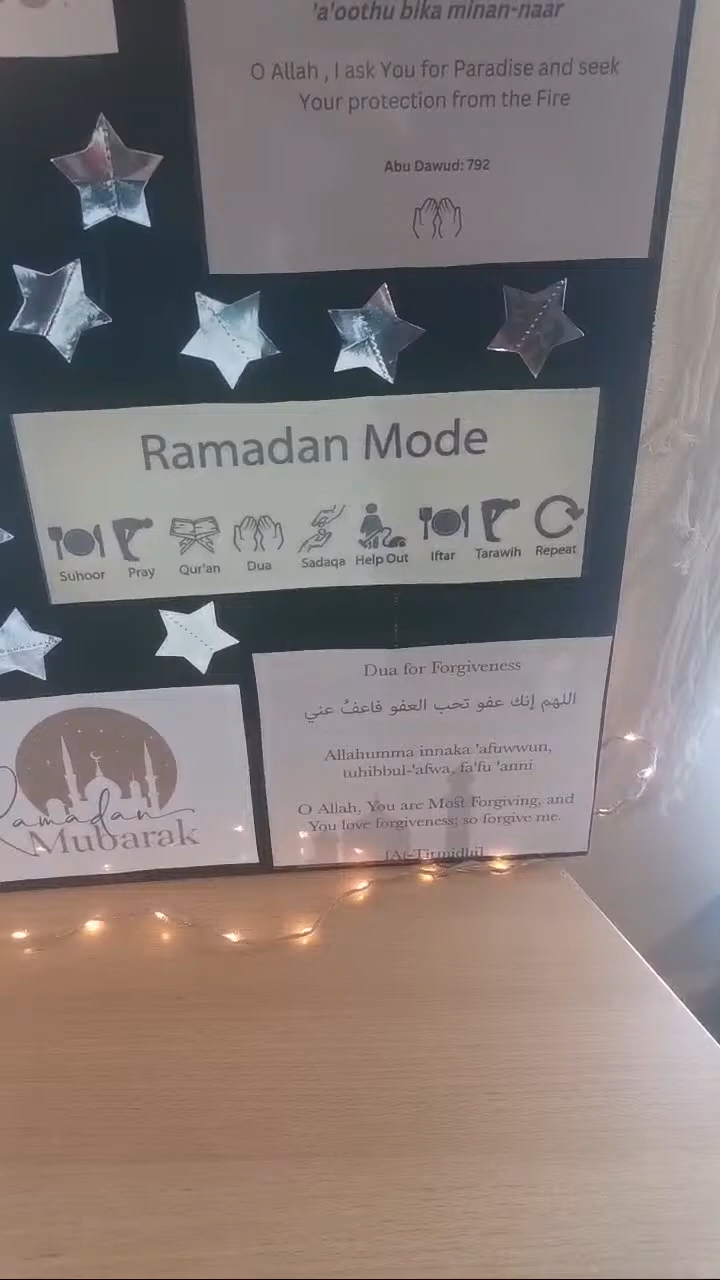 'a'oothu bika minan-naar
O Allah , I ask You for Paradise and seek
Your protection from the Fire
Abu Dawud: 792
Ramadan Mode
Suhoor Pray Qur'an Dua Sadaqa Help Out Iftar Tarawih Repeat
Ramadan
Mubarak
Dua for Forgiveness
اللهم إنك عفو تحب العفو فاعفُ عني
Allahumma innaka 'afuwwun,
tuhibbul-'afwa, fa'fu 'anni
O Allah, You are Most Forgiving, and
You love forgiveness; so forgive me.
[At-Tirmidhi]